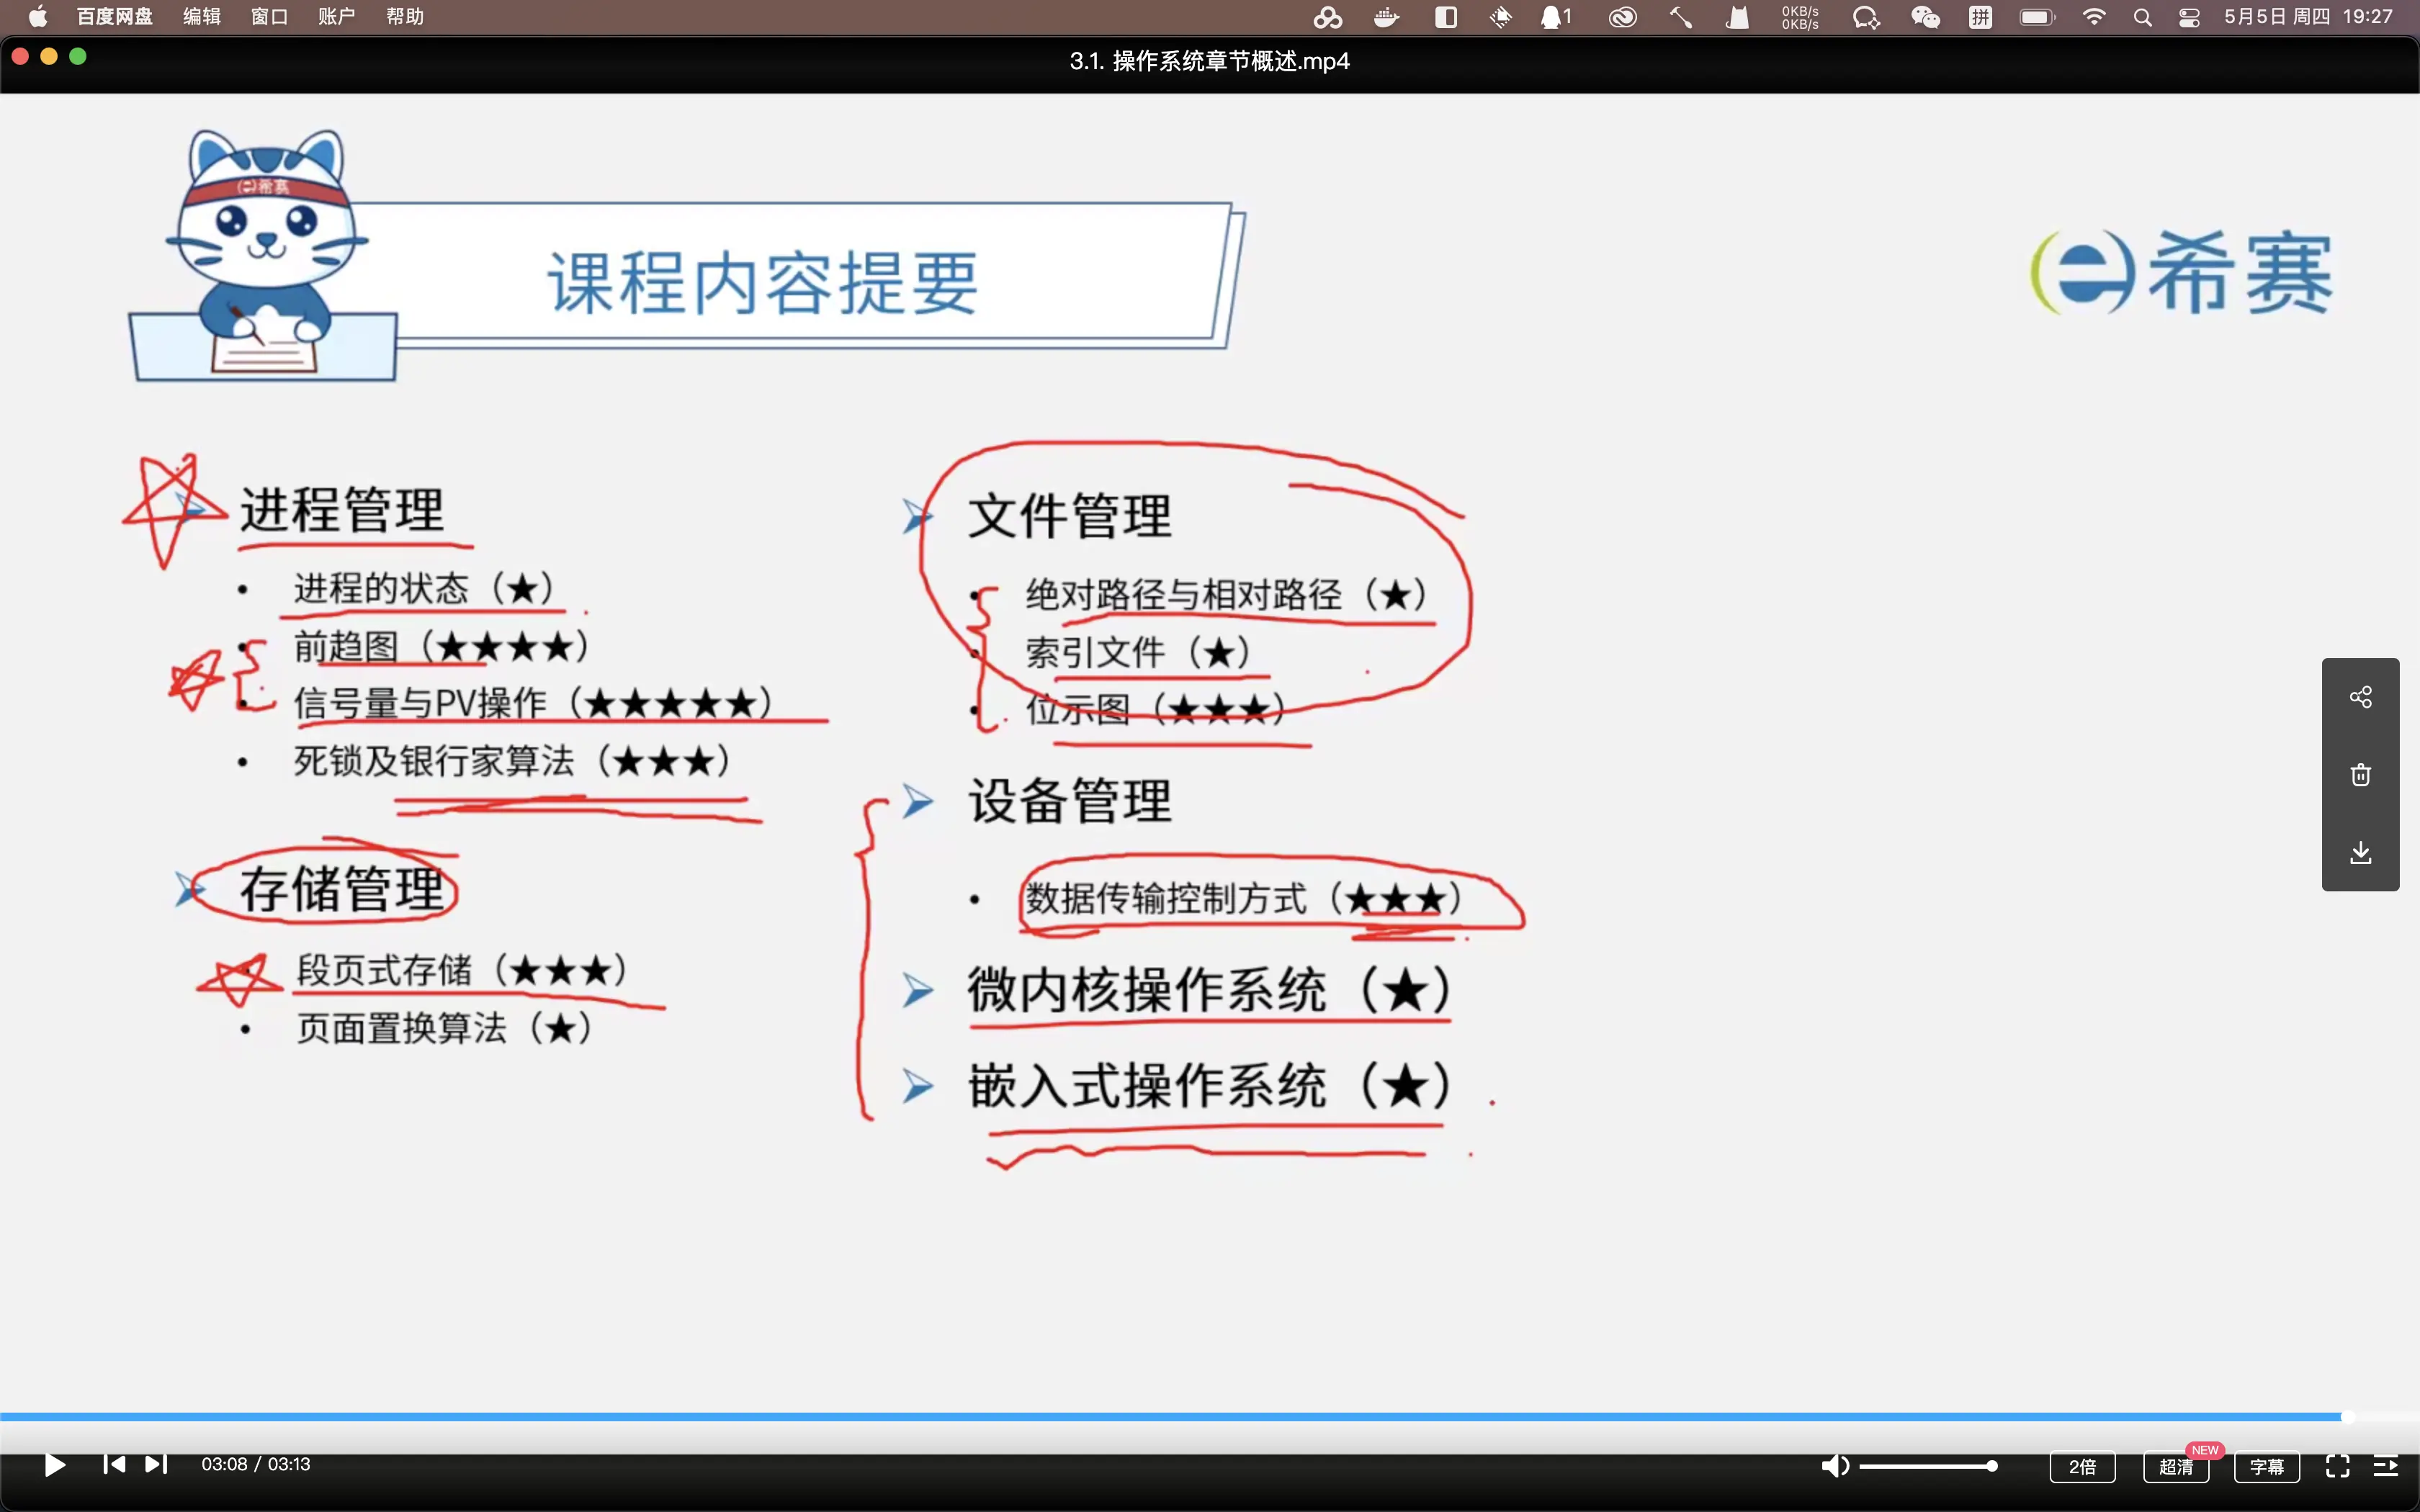 百度网盘 编辑 窗口 账户 帮助
1
0KB/s
0KB/s
拼
5月5日 周四 19:27
3.1. 操作系统章节概述.mp4
希赛
课程内容提要
希赛
进程管理
进程的状态（★）
前趋图（★★★★）
信号量与PV操作（★★★★★）
死锁及银行家算法（★★★）
存储管理
段页式存储（★★★）
页面置换算法（★）
文件管理
绝对路径与相对路径（★）
索引文件（★）
位示图（★★★）
设备管理
数据传输控制方式（★★★）
微内核操作系统（★）
嵌入式操作系统（★）
03:08 / 03:13
2倍
超清
NEW
字幕